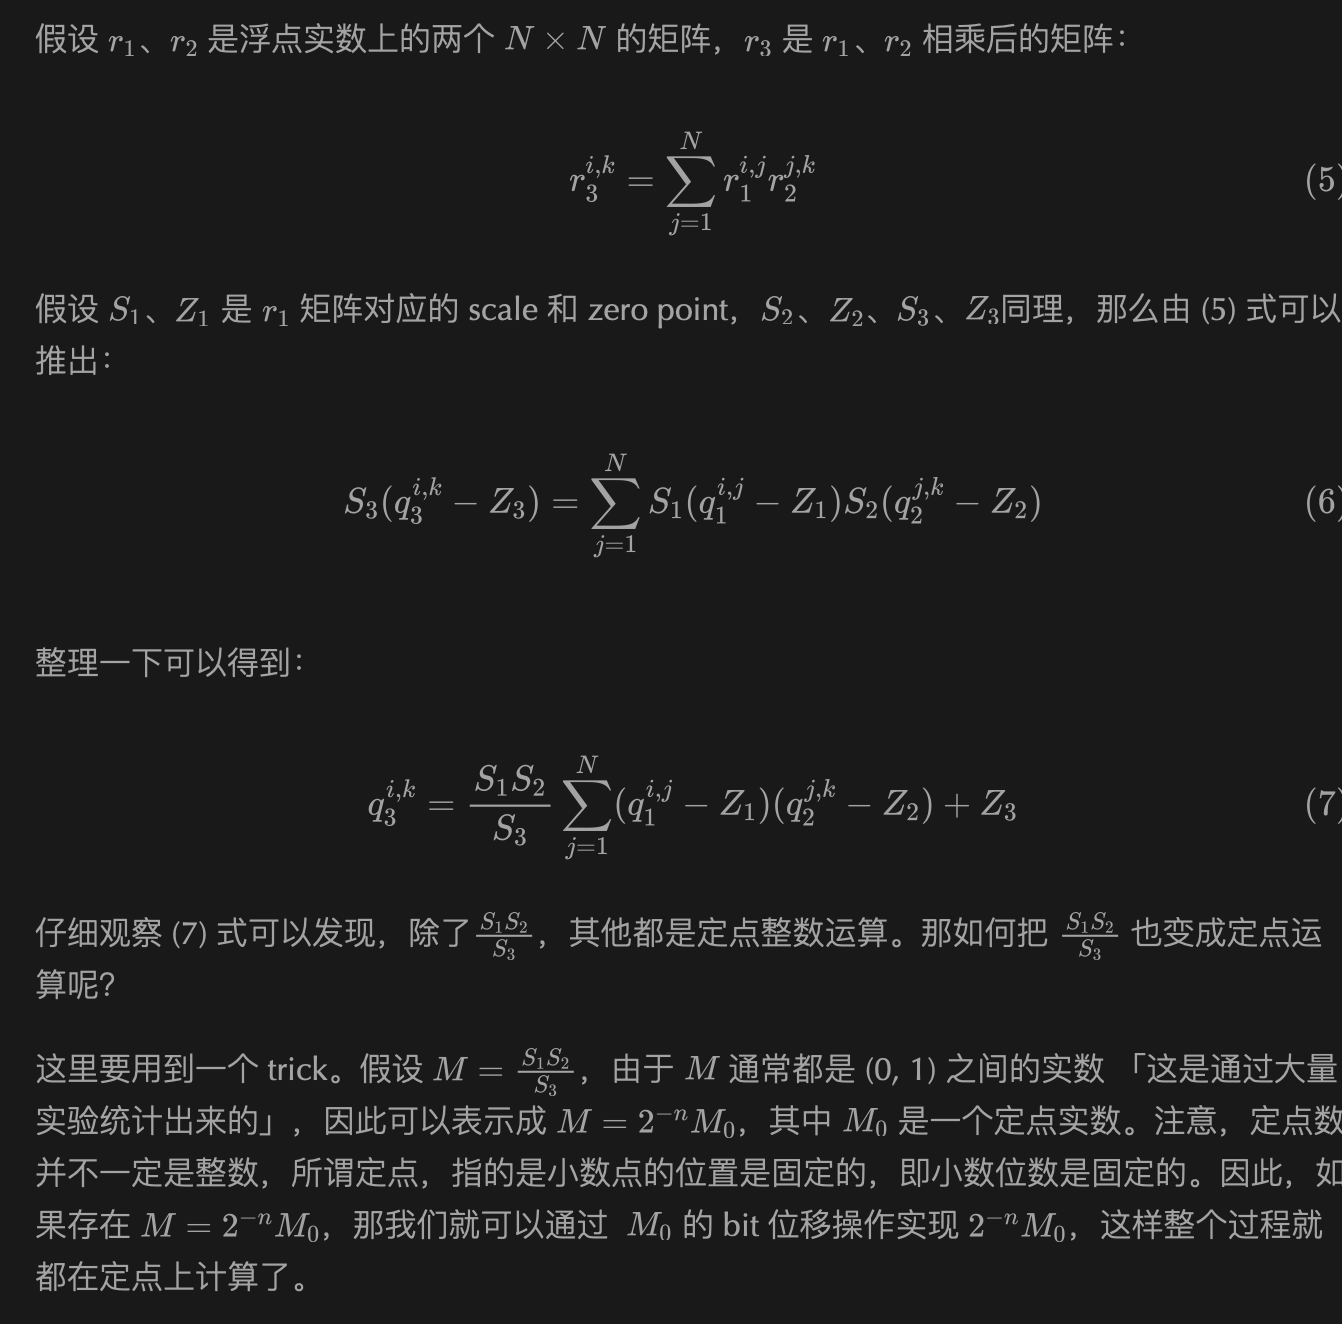 假设 $r_1$、$r_2$ 是浮点实数上的两个 $N \times N$ 的矩阵，$r_3$ 是 $r_1$、$r_2$ 相乘后的矩阵：
$r_3^{i,k} = \sum_{j=1}^{N} r_1^{i,j} r_2^{j,k}$ (5)
假设 $S_1$、$Z_1$ 是 $r_1$ 矩阵对应的 scale 和 zero point，$S_2$、$Z_2$、$S_3$、$Z_3$同理，那么由 (5) 式可以
推出：
$S_3(q_3^{i,k} - Z_3) = \sum_{j=1}^{N} S_1(q_1^{i,j} - Z_1)S_2(q_2^{j,k} - Z_2)$ (6)
整理一下可以得到：
$q_3^{i,k} = \frac{S_1 S_2}{S_3} \sum_{j=1}^{N} (q_1^{i,j} - Z_1)(q_2^{j,k} - Z_2) + Z_3$ (7)
仔细观察 (7) 式可以发现，除了$\frac{S_1 S_2}{S_3}$，其他都是定点整数运算。那如何把 $\frac{S_1 S_2}{S_3}$ 也变成定点运
算呢？
这里要用到一个 trick。假设 $M = \frac{S_1 S_2}{S_3}$，由于 $M$ 通常都是 (0, 1) 之间的实数 「这是通过大量
实验统计出来的」，因此可以表示成 $M = 2^{-n} M_0$，其中 $M_0$ 是一个定点实数。注意，定点数
并不一定是整数，所谓定点，指的是小数点的位置是固定的，即小数位数是固定的。因此，如
果存在 $M = 2^{-n} M_0$，那我们就可以通过 $M_0$ 的 bit 位移操作实现 $2^{-n} M_0$，这样整个过程就
都在定点上计算了。